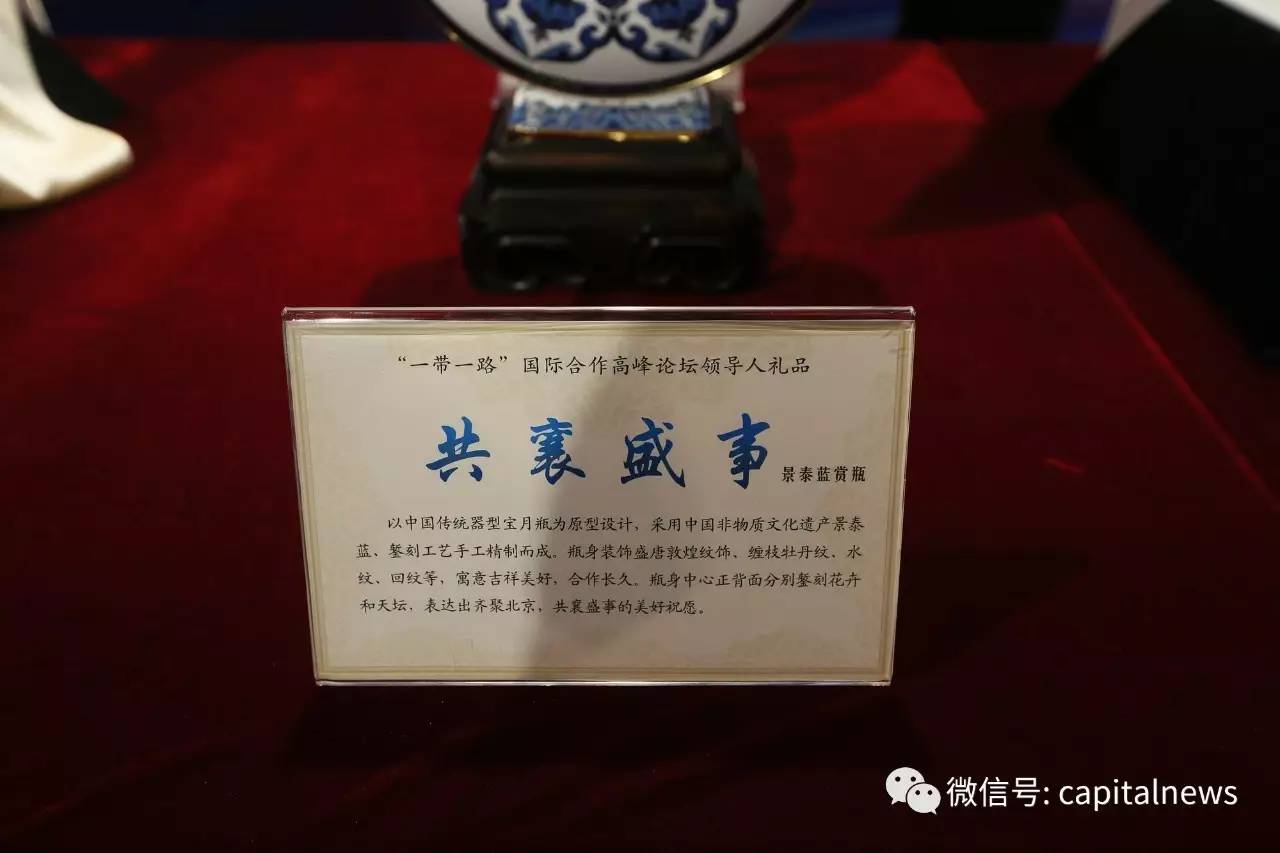 “一带一路”国际合作高峰论坛领导人礼品
共襄盛事 景泰蓝赏瓶
以中国传统器型宝月瓶为原型设计，采用中国非物质文化遗产景泰
蓝、錾刻工艺手工精制而成。瓶身装饰盛唐敦煌纹饰、缠枝牡丹纹、水
纹、回纹等，寓意吉祥美好，合作长久。瓶身中心正背面分别錾刻花卉
和天坛，表达出齐聚北京，共襄盛事的美好祝愿。
微信号: capitalnews